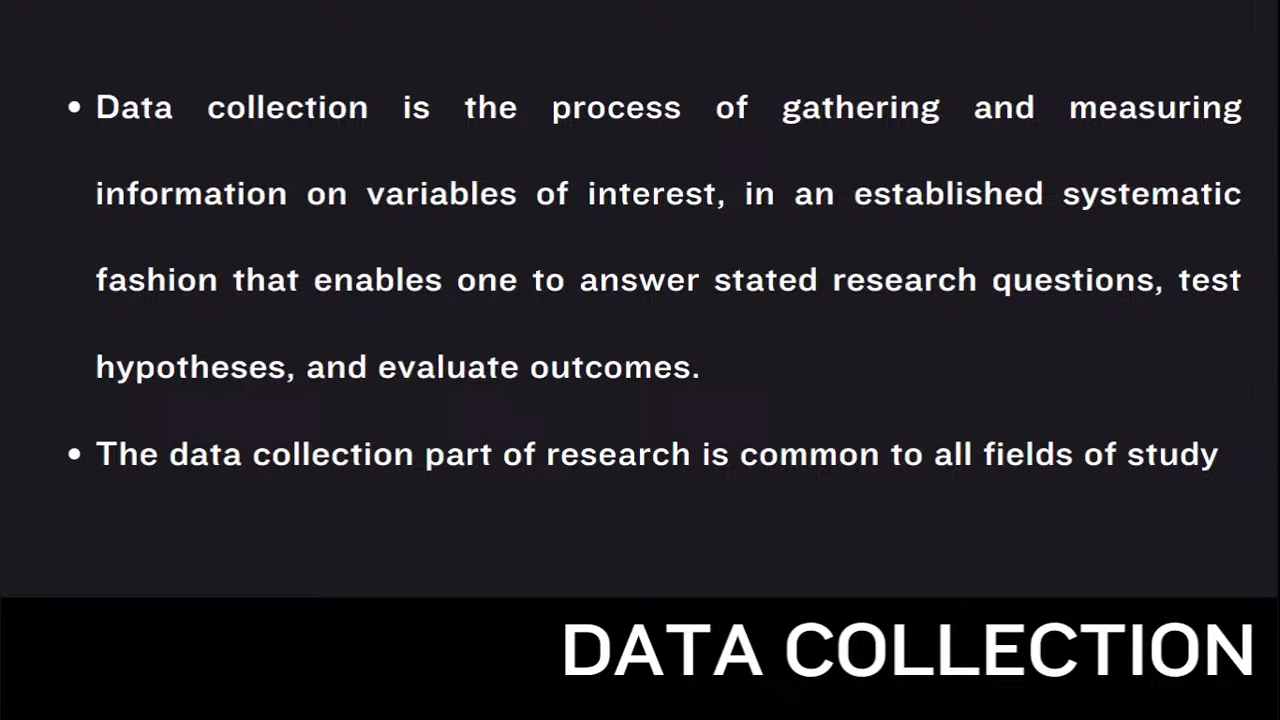 • Data collection is the process of gathering and measuring
information on variables of interest, in an established systematic
fashion that enables one to answer stated research questions, test
hypotheses, and evaluate outcomes.
• The data collection part of research is common to all fields of study
DATA COLLECTION